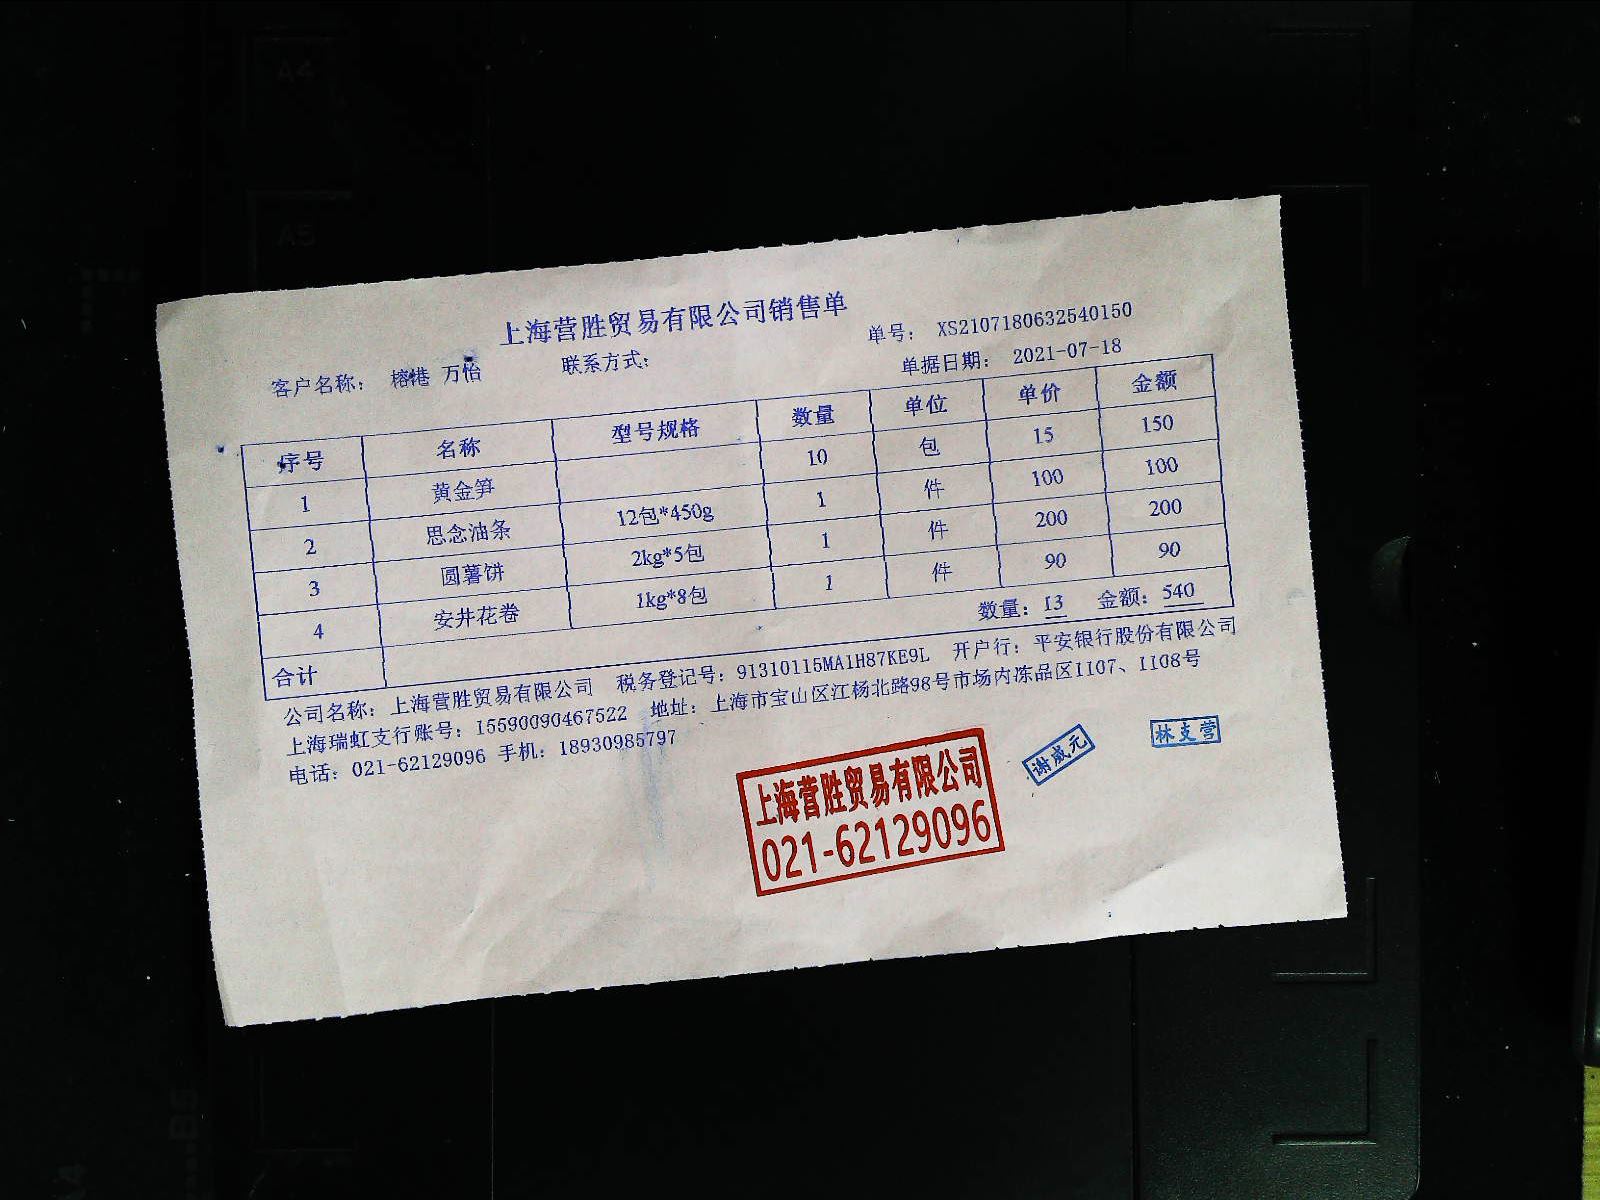 上海营胜贸易有限公司销售单
单号： XS2107180632540150
客户名称： 榕港 万怡 联系方式： 单据日期： 2021-07-18
序号 名称 型号规格 数量 单位 单价 金额
1 黄金笋 10 包 15 150
2 思念油条 12包*450g 1 件 100 100
3 圆薯饼 2kg*5包 1 件 200 200
4 安井花卷 1kg*8包 1 件 90 90
合计 数量：13 金额：540
公司名称：上海营胜贸易有限公司 税务登记号：91310115MA1H87KE9L 开户行：平安银行股份有限公司
上海瑞虹支行账号：15590090467522 地址：上海市宝山区江杨北路98号市场内冻品区1107、1108号
电话：021-62129096 手机：18930985797
上海营胜贸易有限公司
021-62129096
谢威元
林支营
A4
A5
B5
A4